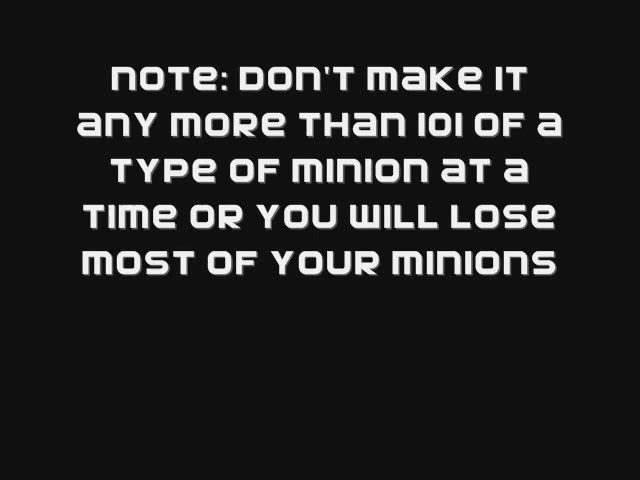 NOTE: DON'T MAKE IT
ANY MORE THAN 101 OF A
TYPE OF MINION AT A
TIME OR YOU WILL LOSE
MOST OF YOUR MINIONS